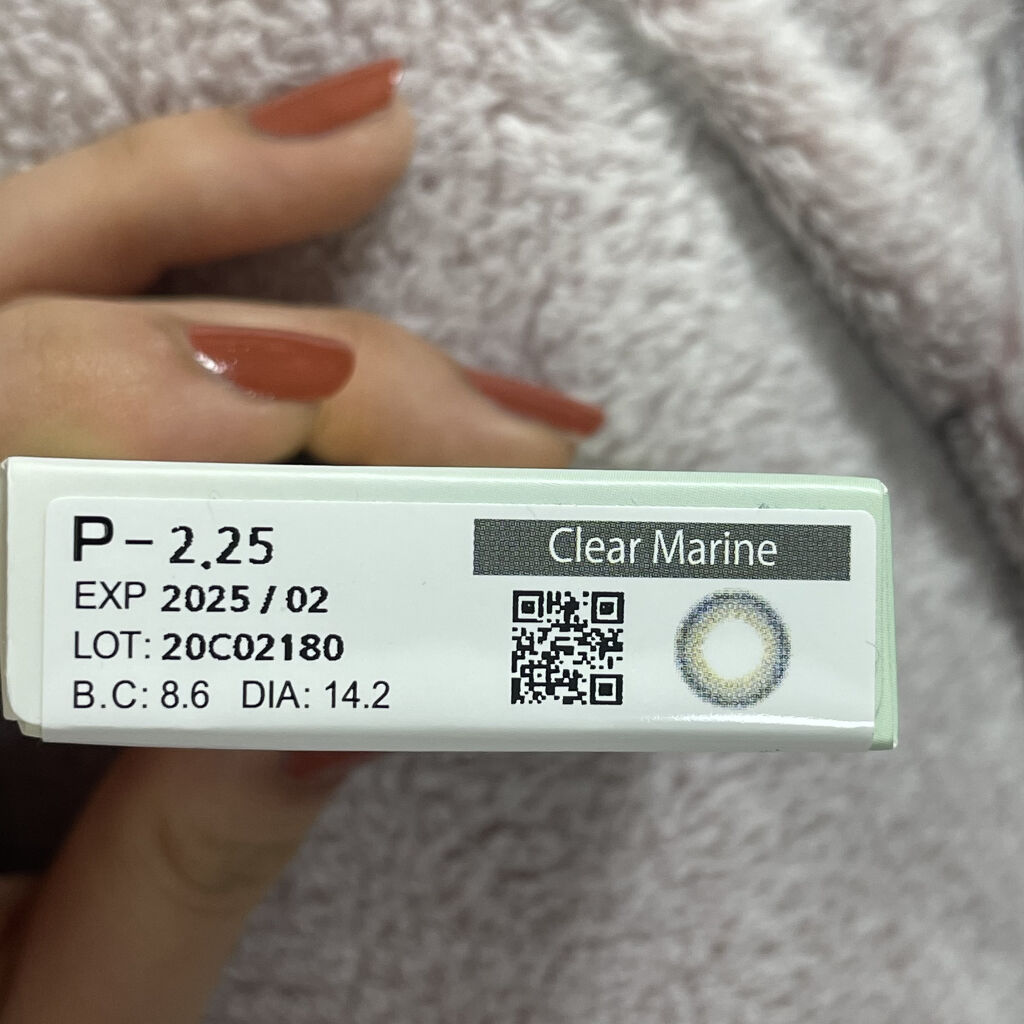 P - 2.25
EXP 2025 / 02
LOT: 20C02180
B.C: 8.6 DIA: 14.2
Clear Marine